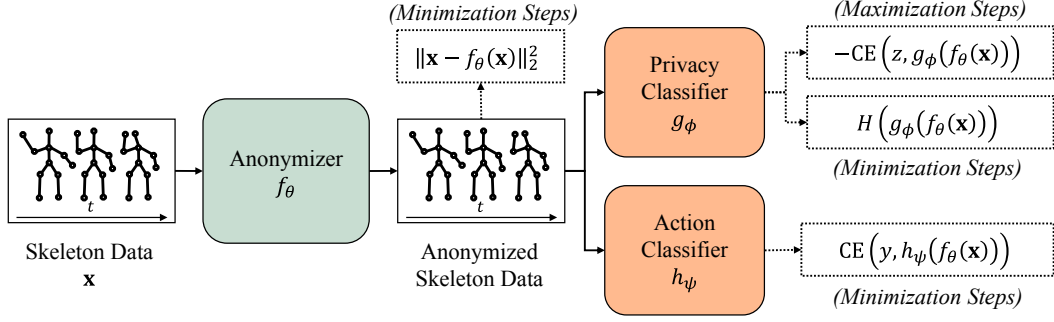 (Minimization Steps)
‖x − f_θ(x)‖₂²
(Maximization Steps)
−CE(z, g_ϕ(f_θ(x)))
H(g_ϕ(f_θ(x)))
(Minimization Steps)
Privacy
Classifier
g_ϕ
Anonymizer
f_θ
t
t
Skeleton Data
x
Anonymized
Skeleton Data
Action
Classifier
h_ψ
CE(y, h_ψ(f_θ(x)))
(Minimization Steps)